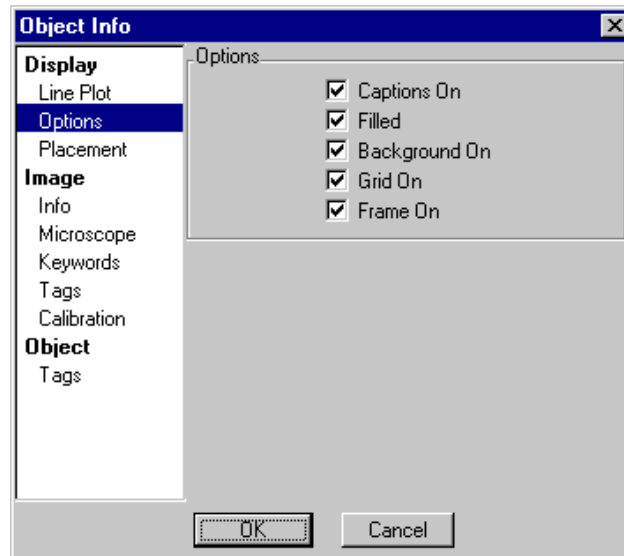 Object Info
Display
Line Plot
Options
Placement
Image
Info
Microscope
Keywords
Tags
Calibration
Object
Tags
Options
Captions On
Filled
Background On
Grid On
Frame On
OK
Cancel